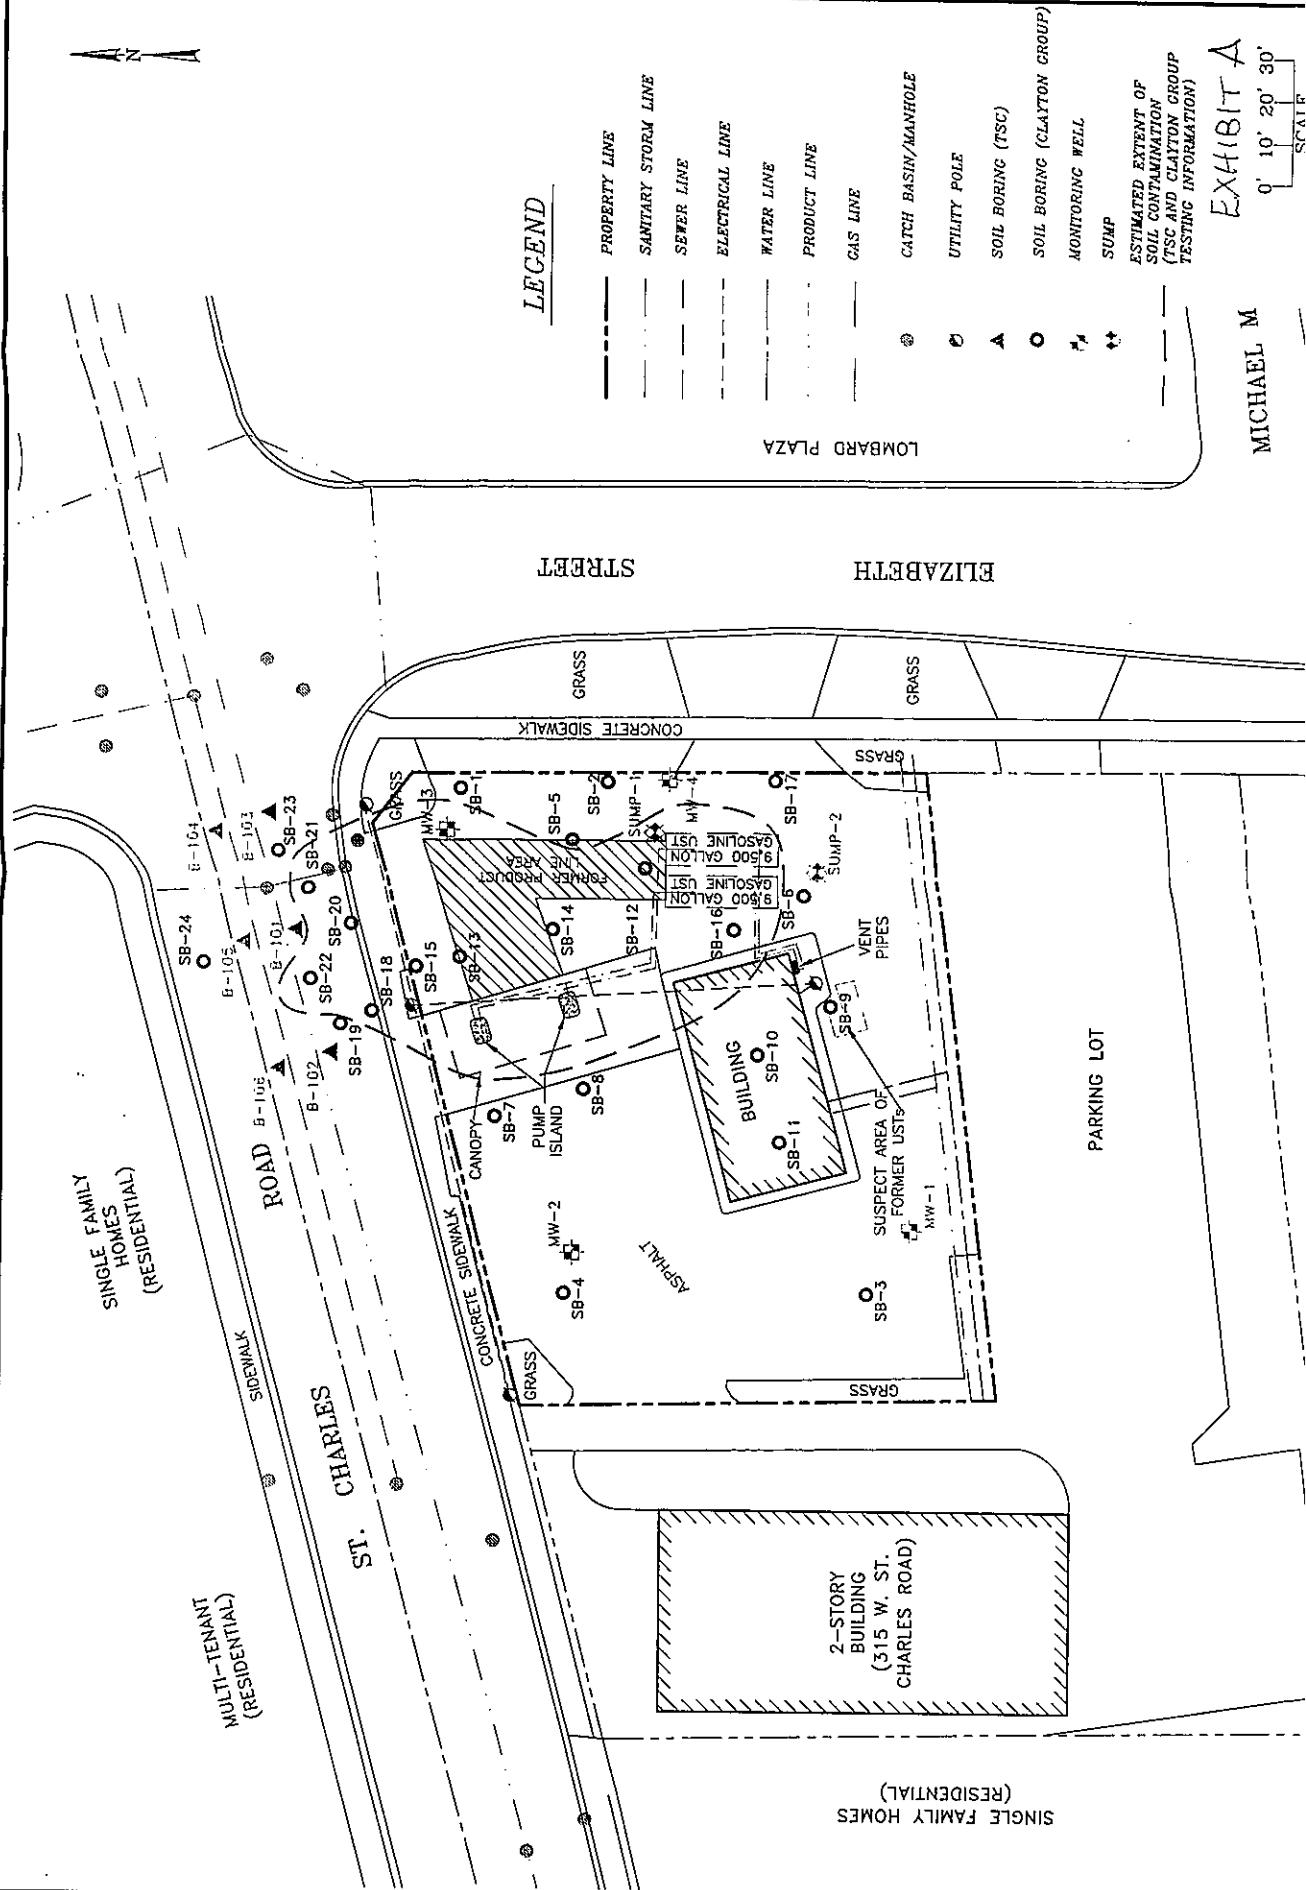 N
LEGEND
PROPERTY LINE
SANITARY STORM LINE
SEWER LINE
ELECTRICAL LINE
WATER LINE
PRODUCT LINE
GAS LINE
CATCH BASIN/MANHOLE
UTILITY POLE
SOIL BORING (TSC)
SOIL BORING (CLAYTON GROUP)
MONITORING WELL
SUMP
ESTIMATED EXTENT OF
SOIL CONTAMINATION
(TSC AND CLAYTON GROUP
TESTING INFORMATION)
EXHIBIT A
0' 10' 20' 30'
SCALE
MICHAEL M
LOMBARD PLAZA
ELIZABETH
STREET
GRASS
GRASS
CONCRETE SIDEWALK
GRASS
GRASS
SB-24
B-104
B-103
SB-23
SB-21
B-105
B-101
SB-20
SB-22
SB-18
SB-19
B-106
B-102
MW-3
SB-1
SB-2
SB-5
SUMP-1
MW-4
SB-17
FORMER PRODUCT
LINE AREA
9,500 GALLON
GASOLINE UST
9,500 GALLON
GASOLINE UST
SUMP-2
SB-6
SB-16
SB-12
SB-14
SB-13
SB-15
VENT
PIPES
SB-9
SB-10
BUILDING
SB-11
SB-8
SB-7
CANOPY
PUMP
ISLAND
SUSPECT AREA OF
FORMER USTs
MW-1
MW-2
SB-4
SB-3
ASPHALT
GRASS
GRASS
CONCRETE SIDEWALK
PARKING LOT
ST. CHARLES ROAD
SIDEWALK
SINGLE FAMILY
HOMES
(RESIDENTIAL)
MULTI-TENANT
(RESIDENTIAL)
2-STORY
BUILDING
(315 W. ST.
CHARLES ROAD)
SINGLE FAMILY HOMES
(RESIDENTIAL)